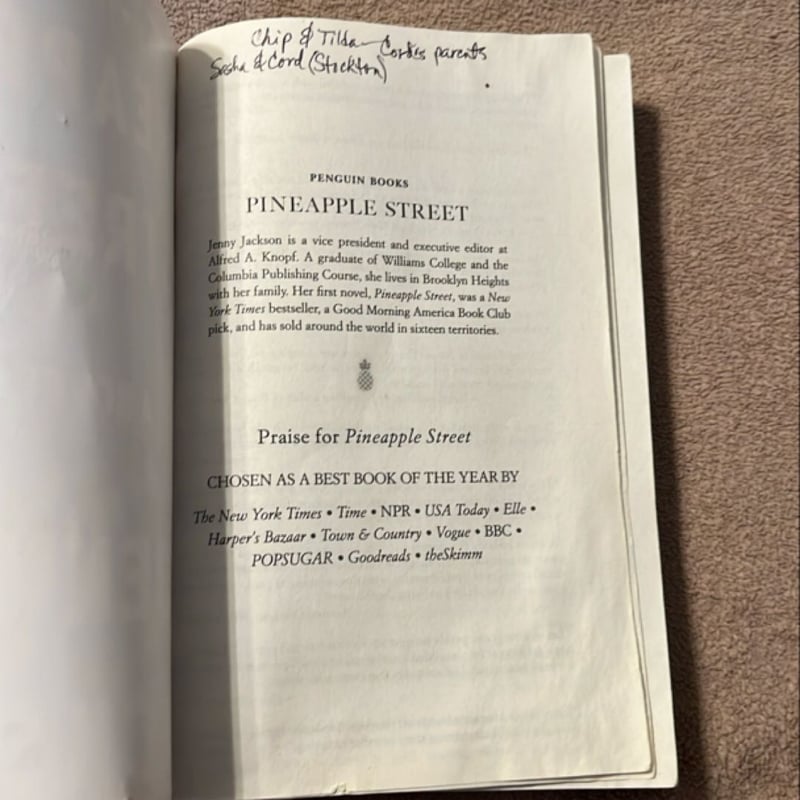 Chip & Tilda — Cord's parents
Sasha & Cord (Stockton)
PENGUIN BOOKS
PINEAPPLE STREET
Jenny Jackson is a vice president and executive editor at
Alfred A. Knopf. A graduate of Williams College and the
Columbia Publishing Course, she lives in Brooklyn Heights
with her family. Her first novel, Pineapple Street, was a New
York Times bestseller, a Good Morning America Book Club
pick, and has sold around the world in sixteen territories.
Praise for Pineapple Street
CHOSEN AS A BEST BOOK OF THE YEAR BY
The New York Times • Time • NPR • USA Today • Elle •
Harper's Bazaar • Town & Country • Vogue • BBC •
POPSUGAR • Goodreads • theSkimm